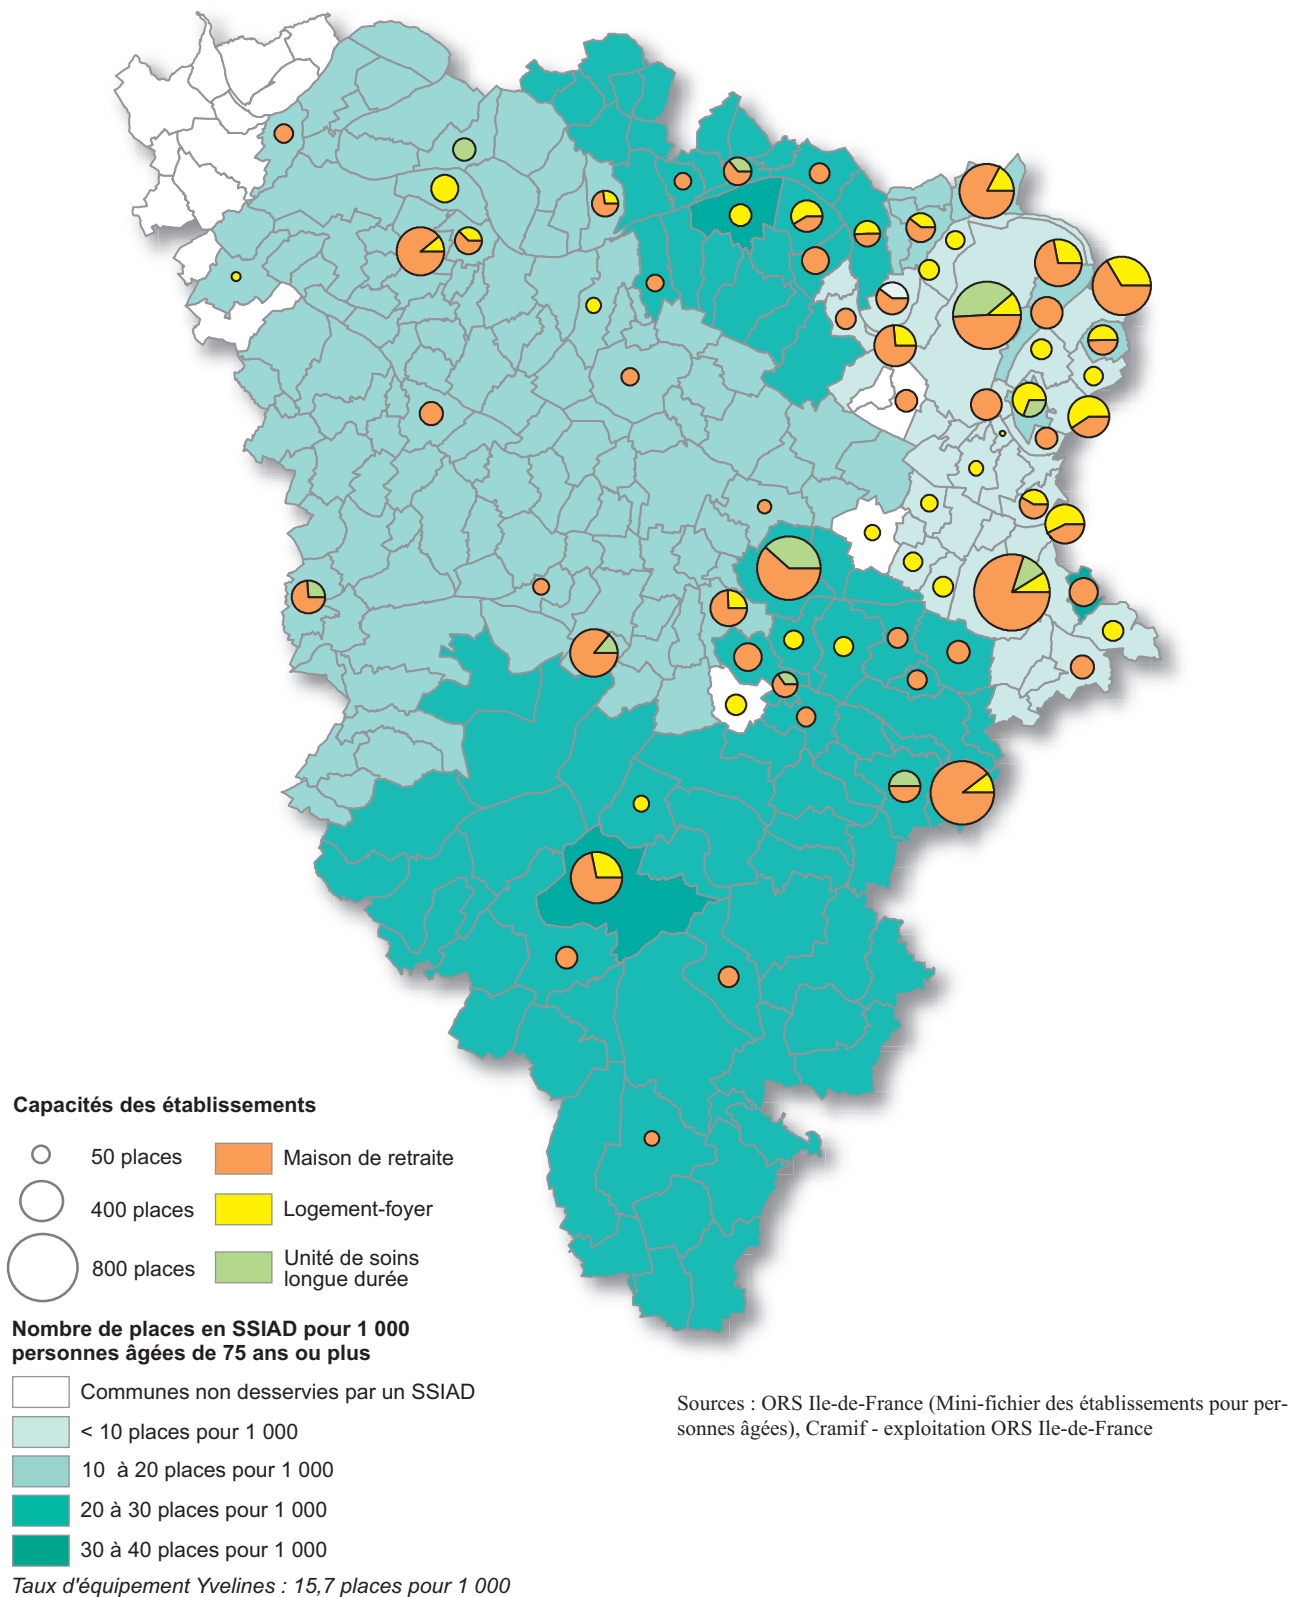 Capacités des établissements
50 places
Maison de retraite
400 places
Logement-foyer
800 places
Unité de soins
longue durée
Nombre de places en SSIAD pour 1 000
personnes âgées de 75 ans ou plus
Communes non desservies par un SSIAD
< 10 places pour 1 000
10 à 20 places pour 1 000
20 à 30 places pour 1 000
30 à 40 places pour 1 000
Taux d'équipement Yvelines : 15,7 places pour 1 000
Sources : ORS Ile-de-France (Mini-fichier des établissements pour per-
sonnes âgées), Cramif - exploitation ORS Ile-de-France